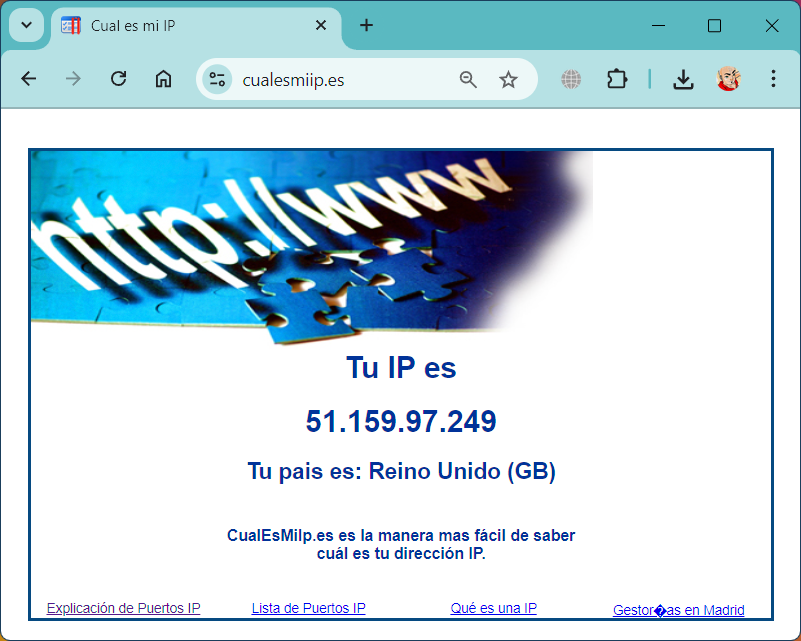 Cual es mi IP
cualesmiip.es
http://www
Tu IP es
51.159.97.249
Tu pais es: Reino Unido (GB)
CualEsMiIp.es es la manera mas fácil de saber
cuál es tu dirección IP.
Explicación de Puertos IP
Lista de Puertos IP
Qué es una IP
Gestor�as en Madrid